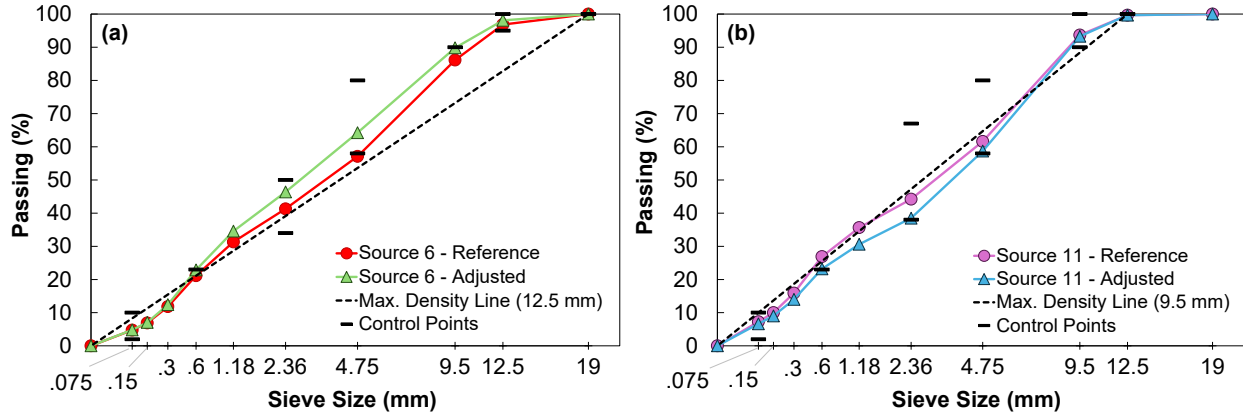 (a)
Passing (%)
100
90
80
70
60
50
40
30
20
10
0
Source 6 - Reference
Source 6 - Adjusted
Max. Density Line (12.5 mm)
Control Points
.075 .15 .3 .6 1.18 2.36 4.75 9.5 12.5 19
Sieve Size (mm)
(b)
Passing (%)
100
90
80
70
60
50
40
30
20
10
0
Source 11 - Reference
Source 11 - Adjusted
Max. Density Line (9.5 mm)
Control Points
.075 .15 .3 .6 1.18 2.36 4.75 9.5 12.5 19
Sieve Size (mm)